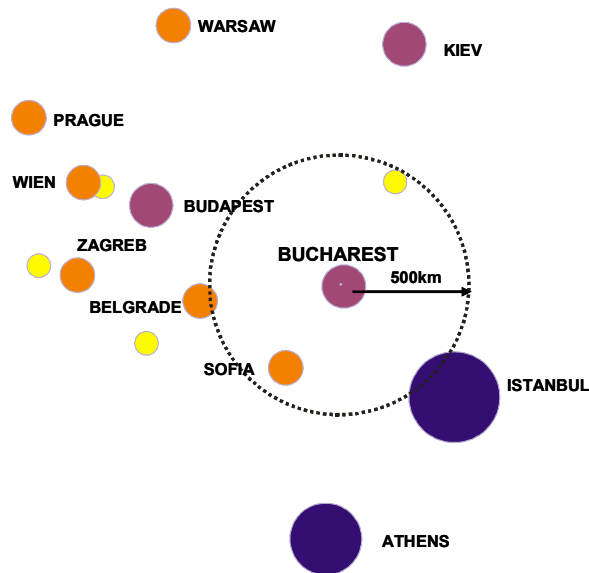 WARSAW
KIEV
PRAGUE
WIEN
BUDAPEST
ZAGREB
BUCHAREST
500km
BELGRADE
SOFIA
ISTANBUL
ATHENS